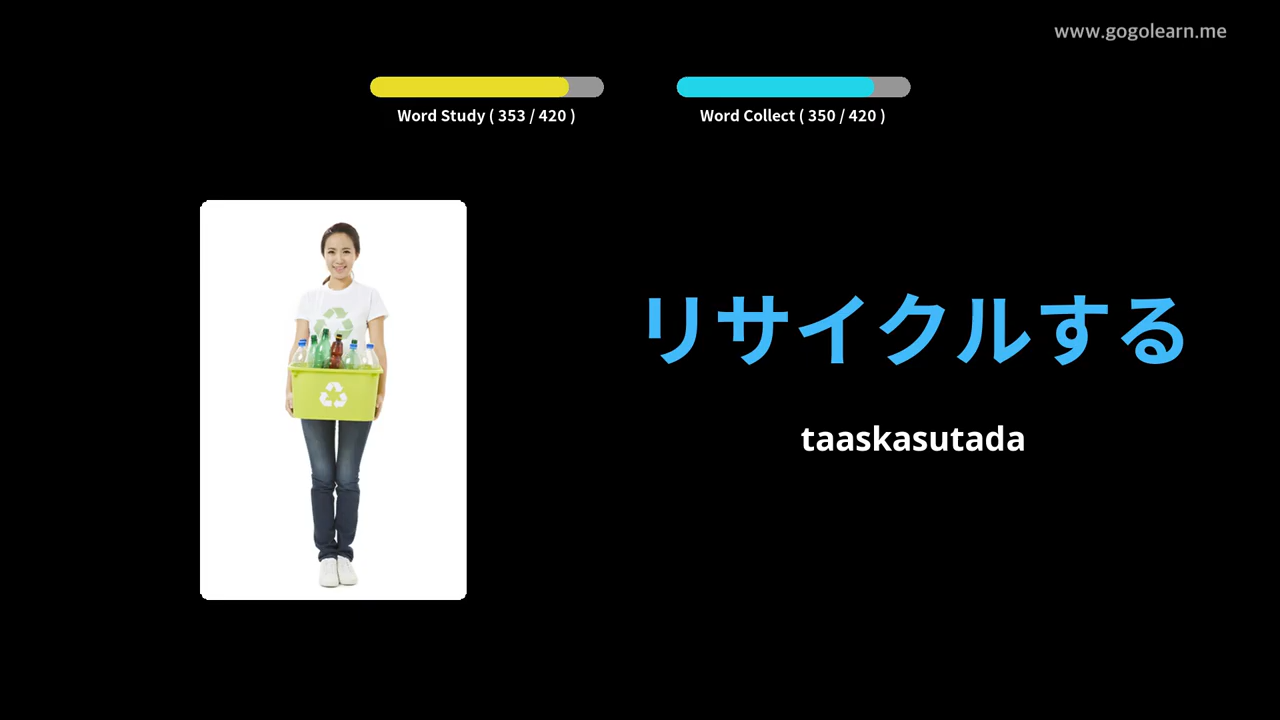 www.gogolearn.me
Word Study ( 353 / 420 )
Word Collect ( 350 / 420 )
リサイクルする
taaskasutada